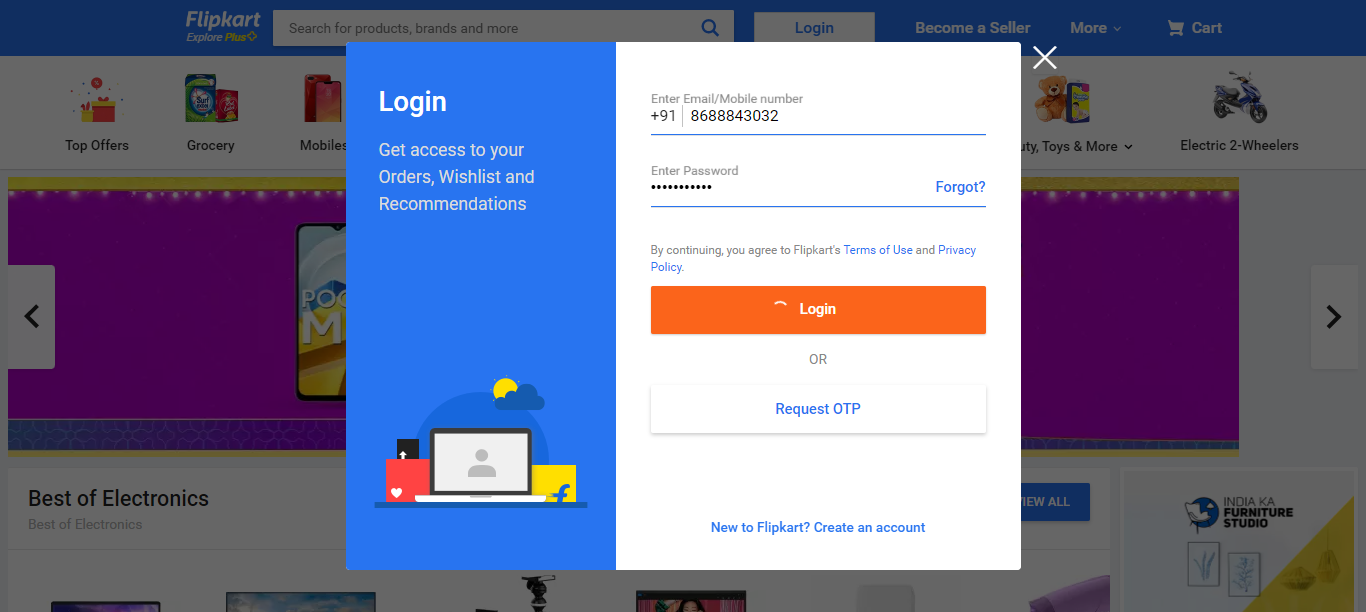 Flipkart
Explore Plus
Search for products, brands and more
Login
Become a Seller
More
Cart
Top Offers
Grocery
Mobiles
uty, Toys & More
Electric 2-Wheelers
Login
Get access to your
Orders, Wishlist and
Recommendations
Enter Email/Mobile number
+91 8688843032
Enter Password
•••••••••••
Forgot?
By continuing, you agree to Flipkart's Terms of Use and Privacy
Policy.
Login
OR
Request OTP
New to Flipkart? Create an account
POC
M
Best of Electronics
Best of Electronics
VIEW ALL
INDIA KA
FURNITURE
STUDIO